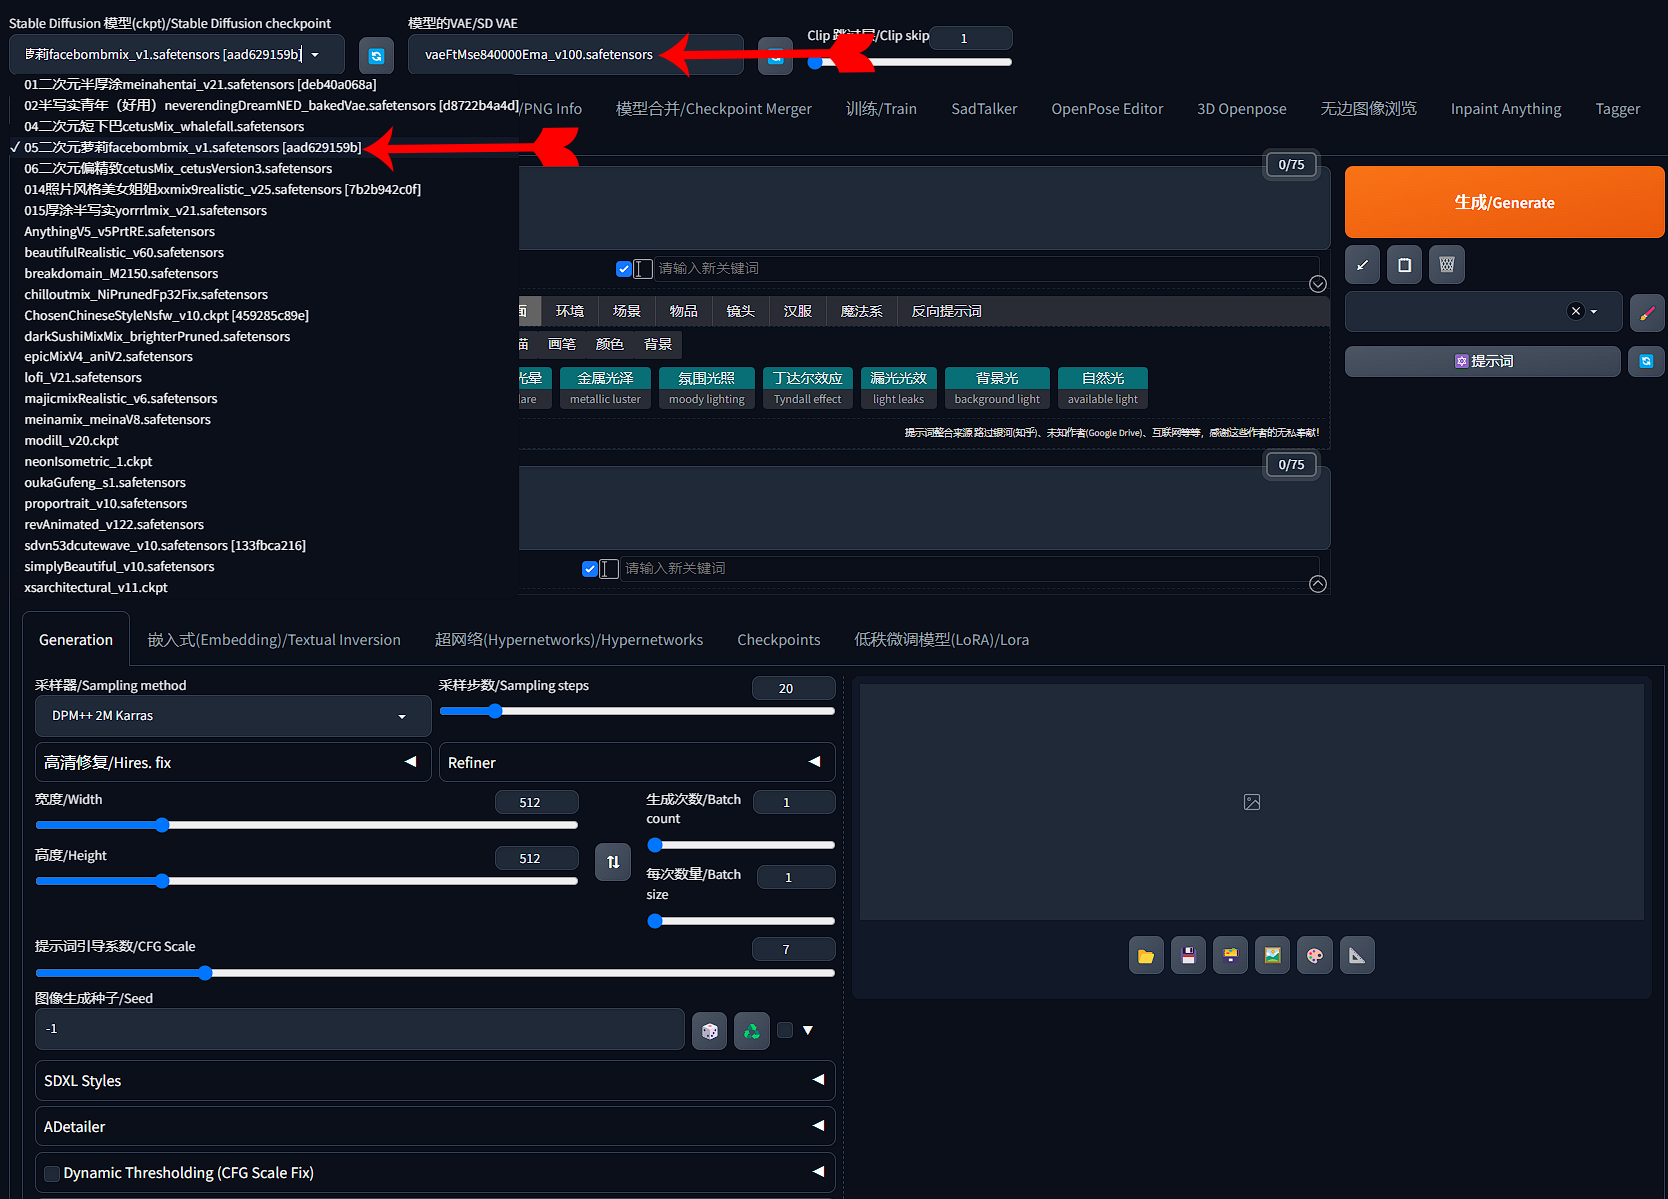 Stable Diffusion 模型(ckpt)/Stable Diffusion checkpoint
模型的VAE/SD VAE
萝莉facebombmix_v1.safetensors [aad629159b]
vaeFtMse840000Ema_v100.safetensors
Clip /Clip skip
1
01二次元半厚涂meinahentai_v21.safetensors [deb40a068a]
02半写实青年（好用）neverendingDreamNED_bakedVae.safetensors [d8722b4a4d]
04二次元短下巴cetusMix_whalefall.safetensors
✓ 05二次元萝莉facebombmix_v1.safetensors [aad629159b]
06二次元偏精致cetusMix_cetusVersion3.safetensors
014照片风格美女姐姐xxmix9realistic_v25.safetensors [7b2b942c0f]
015厚涂半写实yorrrlmix_v21.safetensors
AnythingV5_v5PrtRE.safetensors
beautifulRealistic_v60.safetensors
breakdomain_M2150.safetensors
chilloutmix_NiPrunedFp32Fix.safetensors
ChosenChineseStyleNsfw_v10.ckpt [459285c89e]
darkSushiMixMix_brighterPruned.safetensors
epicMixV4_aniV2.safetensors
lofi_V21.safetensors
majicmixRealistic_v6.safetensors
meinamix_meinaV8.safetensors
modill_v20.ckpt
neonIsometric_1.ckpt
oukaGufeng_s1.safetensors
proportrait_v10.safetensors
revAnimated_v122.safetensors
sdvn53dcutewave_v10.safetensors [133fbca216]
simplyBeautiful_v10.safetensors
xsarchitectural_v11.ckpt
/PNG Info
模型合并/Checkpoint Merger
训练/Train
SadTalker
OpenPose Editor
3D Openpose
无边图像浏览
Inpaint Anything
Tagger
0/75
生成/Generate
请输入新关键词
面 环境 场景 物品 镜头 汉服 魔法系 反向提示词
描 画笔 颜色 背景
光晕 金属光泽 氛围光照 丁达尔效应 漏光光效 背景光 自然光
lare metallic luster moody lighting Tyndall effect light leaks background light available light
提示词
提示词整合来源 路过银河(知乎)、未知作者(Google Drive)、互联网等等，感谢这些作者的无私奉献！
0/75
请输入新关键词
Generation
嵌入式(Embedding)/Textual Inversion
超网络(Hypernetworks)/Hypernetworks
Checkpoints
低秩微调模型(LoRA)/Lora
采样器/Sampling method
DPM++ 2M Karras
采样步数/Sampling steps
20
高清修复/Hires. fix
Refiner
宽度/Width
512
高度/Height
512
生成次数/Batch
count
1
每次数量/Batch
size
1
提示词引导系数/CFG Scale
7
图像生成种子/Seed
-1
SDXL Styles
ADetailer
Dynamic Thresholding (CFG Scale Fix)